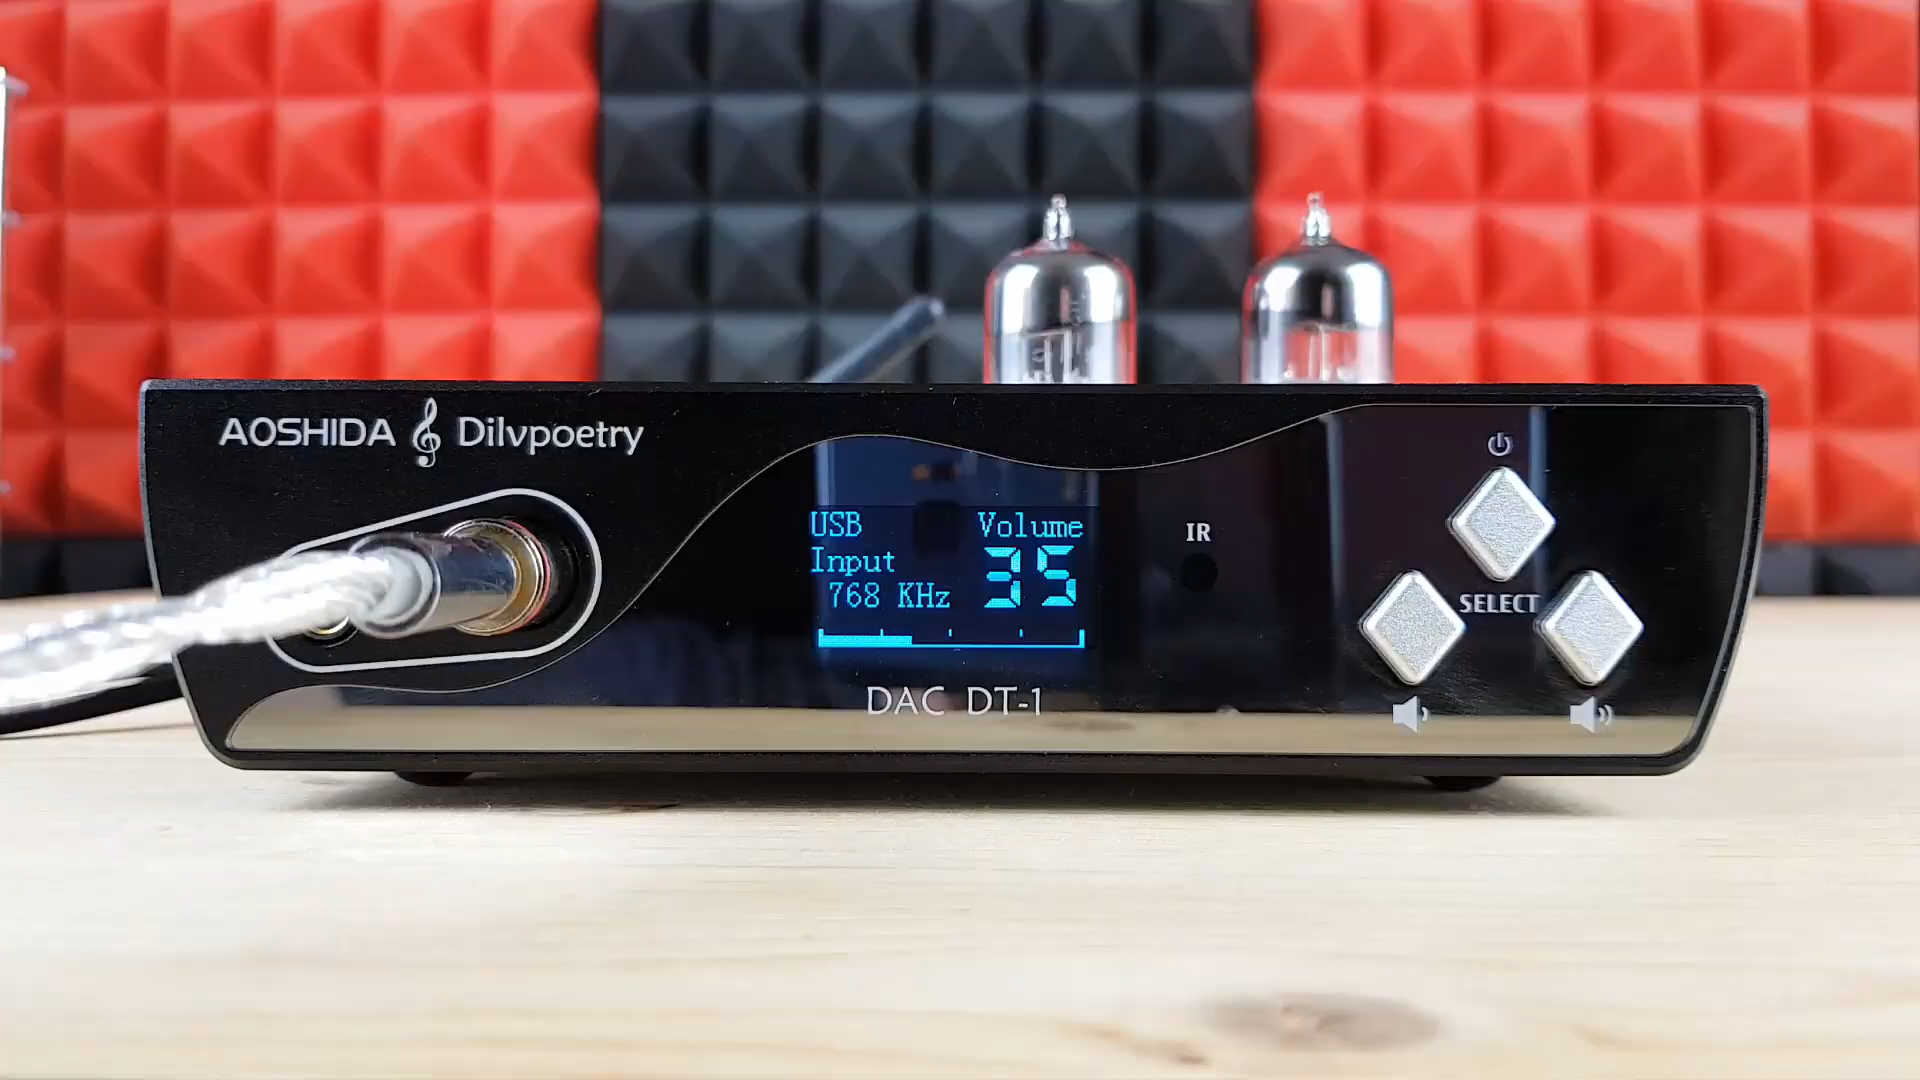 AOSHIDA Dilvpoetry
USB Volume
Input 35
768 KHz
IR
SELECT
DAC DT-1